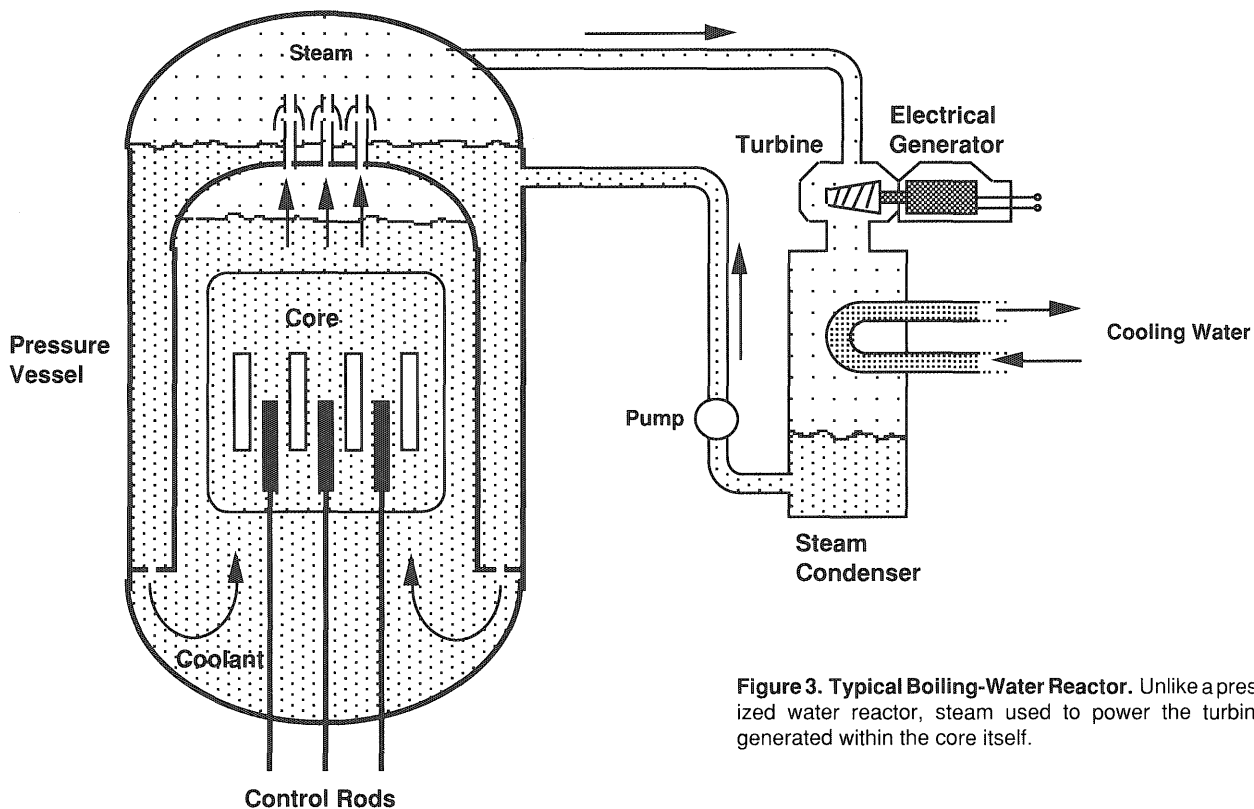 Steam
Electrical
Generator
Turbine
Core
Pressure
Vessel
Cooling Water
Pump
Steam
Condenser
Coolant
Control Rods
Figure 3. Typical Boiling-Water Reactor. Unlike a pres
ized water reactor, steam used to power the turbin
generated within the core itself.